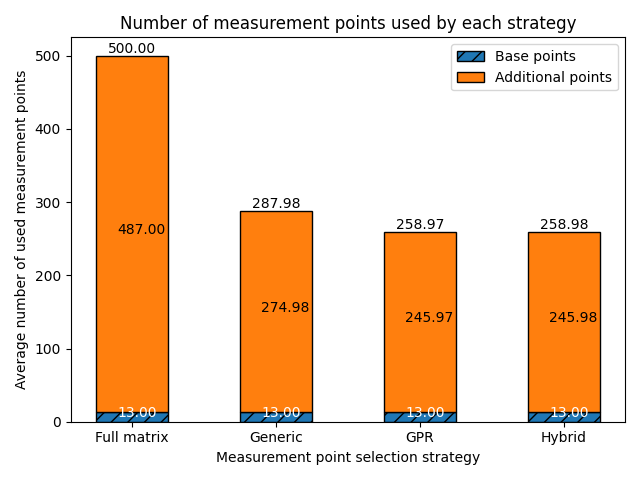 Number of measurement points used by each strategy
Average number of used measurement points
500
400
300
200
100
0
Base points
Additional points
500.00
287.98
258.97
258.98
487.00
274.98
245.97
245.98
13.00
13.00
13.00
13.00
Full matrix
Generic
GPR
Hybrid
Measurement point selection strategy